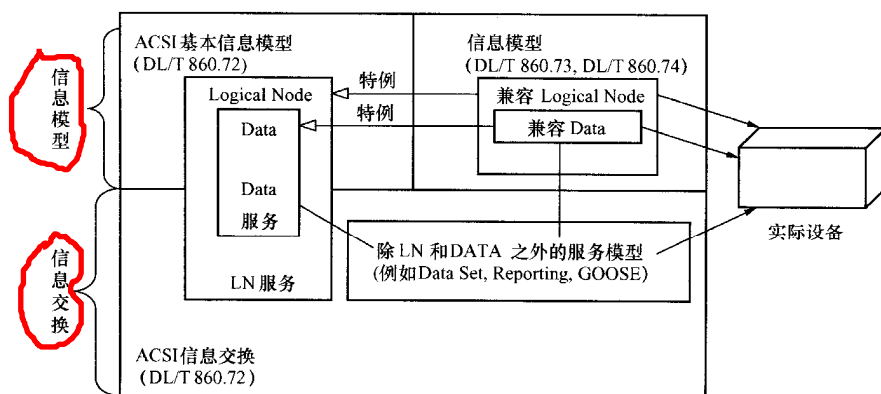 信息模型
信息交换
ACSI基本信息模型
(DL/T 860.72)
信息模型
(DL/T 860.73, DL/T 860.74)
特例
特例
Logical Node
Data
Data
服务
LN服务
兼容 Logical Node
兼容 Data
除LN和DATA之外的服务模型
(例如Data Set, Reporting, GOOSE)
实际设备
ACSI信息交换
(DL/T 860.72)